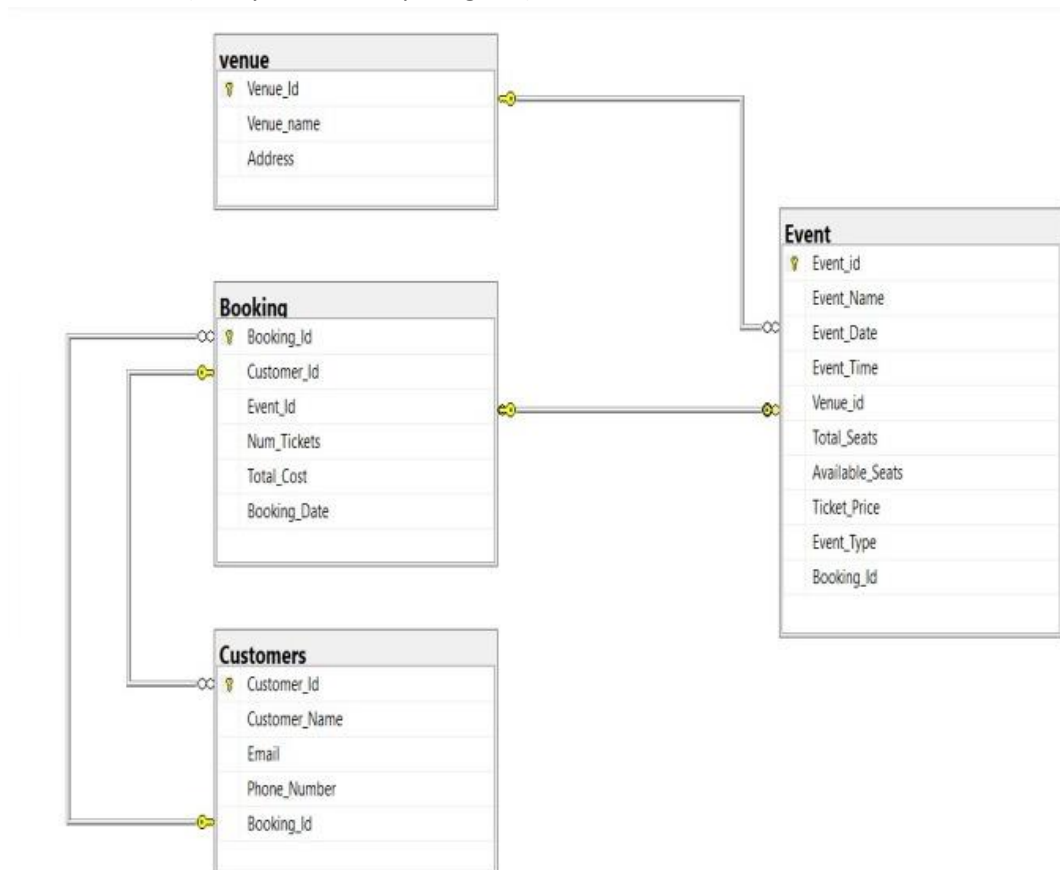 venue
Venue_Id
Venue_name
Address
Event
Event_id
Event_Name
Event_Date
Event_Time
Venue_id
Total_Seats
Available_Seats
Ticket_Price
Event_Type
Booking_Id
Booking
Booking_Id
Customer_Id
Event_Id
Num_Tickets
Total_Cost
Booking_Date
Customers
Customer_Id
Customer_Name
Email
Phone_Number
Booking_Id